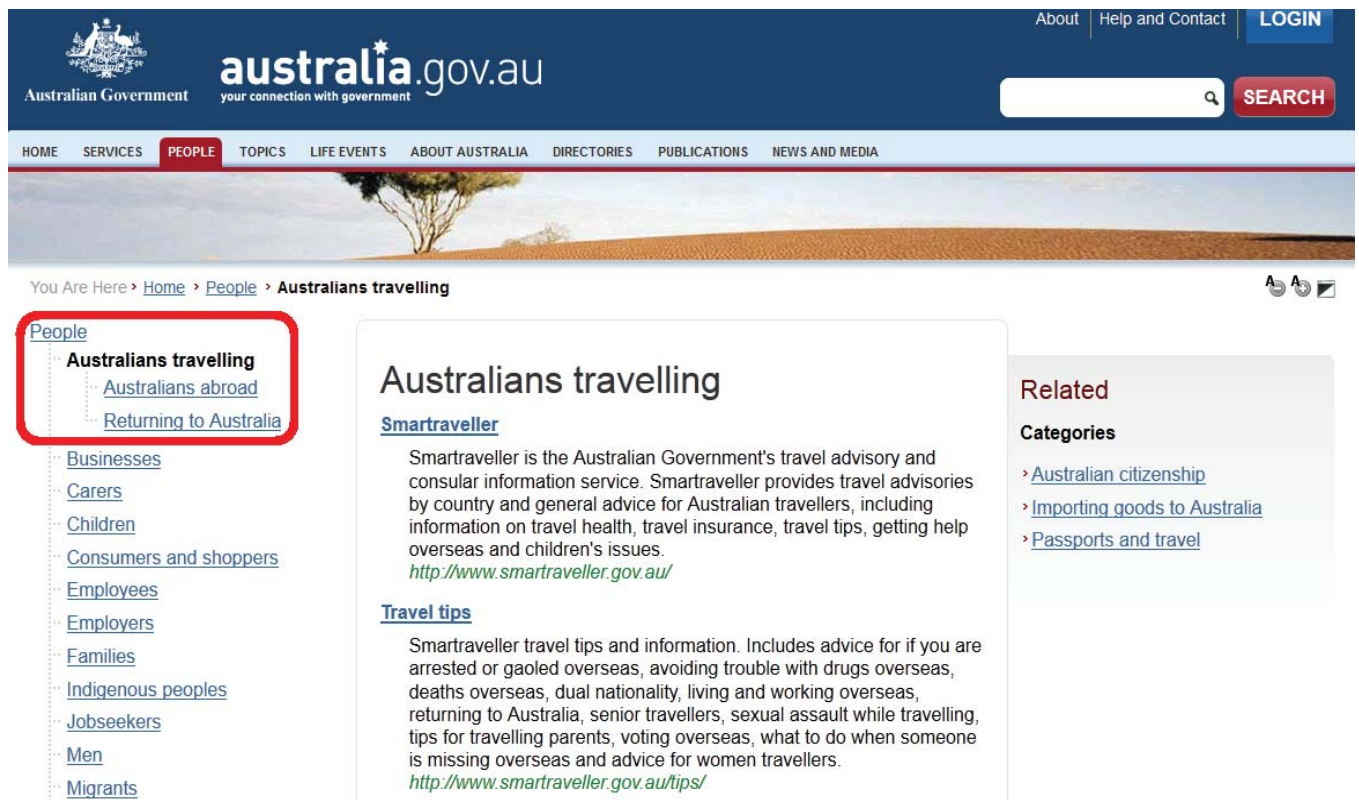 About Help and Contact LOGIN
Australian Government
australia.gov.au
your connection with government
SEARCH
HOME SERVICES PEOPLE TOPICS LIFE EVENTS ABOUT AUSTRALIA DIRECTORIES PUBLICATIONS NEWS AND MEDIA
You Are Here › Home › People › Australians travelling
A A
People
Australians travelling
Australians abroad
Returning to Australia
Businesses
Carers
Children
Consumers and shoppers
Employees
Employers
Families
Indigenous peoples
Jobseekers
Men
Migrants
Australians travelling
Smartraveller
Smartraveller is the Australian Government's travel advisory and
consular information service. Smartraveller provides travel advisories
by country and general advice for Australian travellers, including
information on travel health, travel insurance, travel tips, getting help
overseas and children's issues.
http://www.smartraveller.gov.au/
Travel tips
Smartraveller travel tips and information. Includes advice for if you are
arrested or gaoled overseas, avoiding trouble with drugs overseas,
deaths overseas, dual nationality, living and working overseas,
returning to Australia, senior travellers, sexual assault while travelling,
tips for travelling parents, voting overseas, what to do when someone
is missing overseas and advice for women travellers.
http://www.smartraveller.gov.au/tips/
Related
Categories
› Australian citizenship
› Importing goods to Australia
› Passports and travel